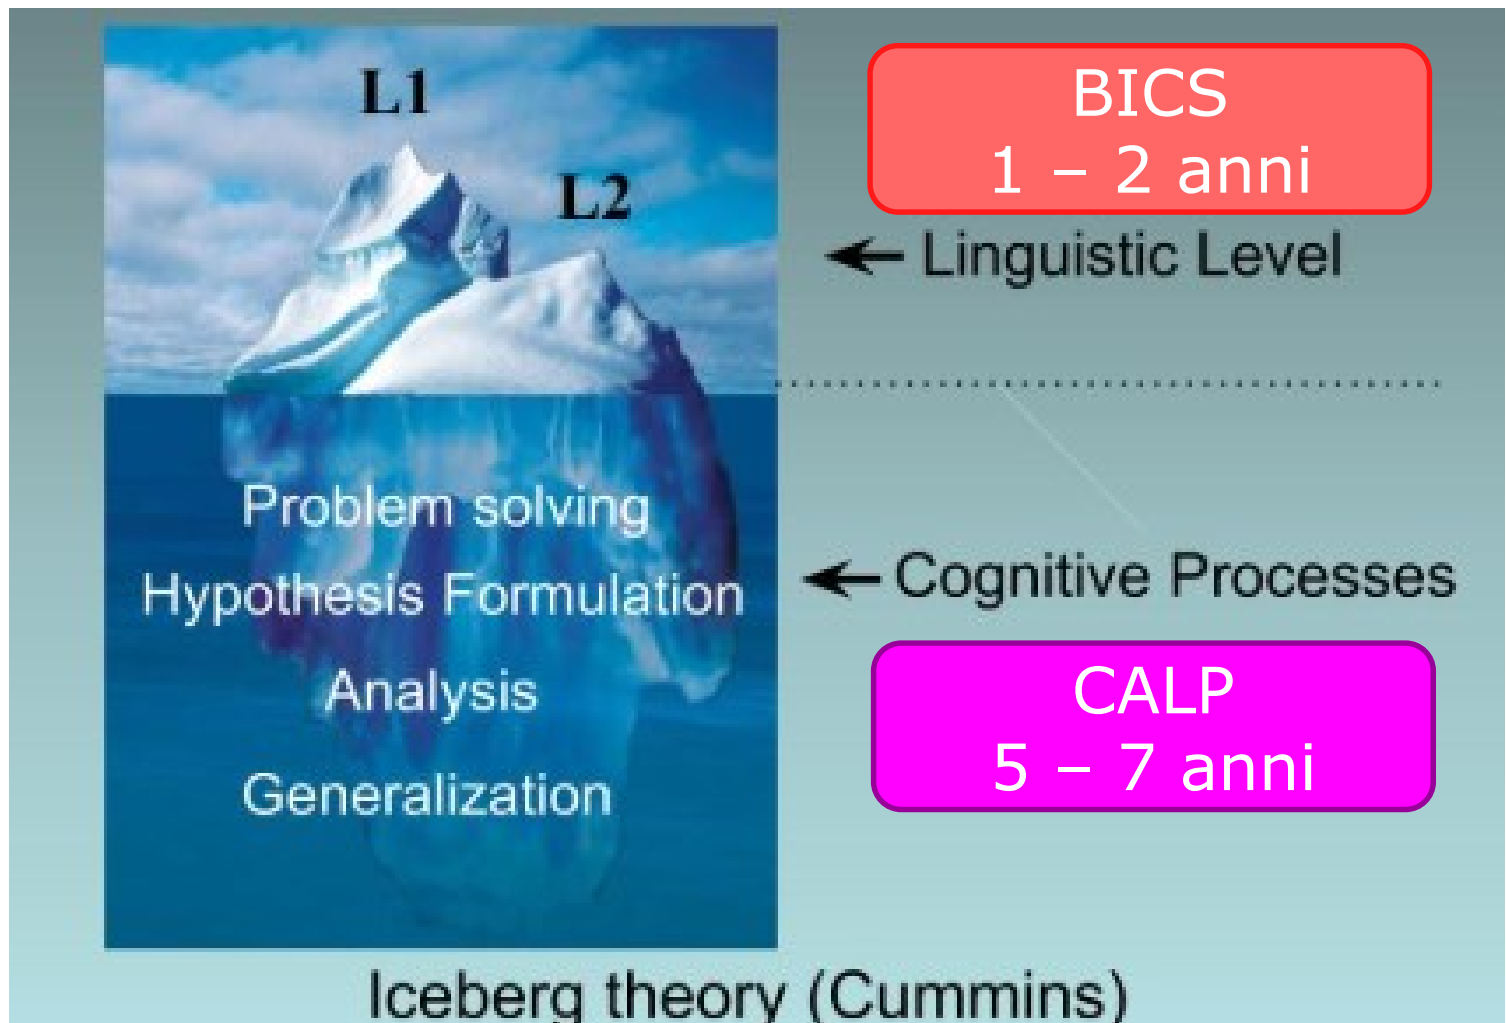 L1
L2
BICS
1 – 2 anni
Linguistic Level
Problem solving
Hypothesis Formulation
Analysis
Generalization
Cognitive Processes
CALP
5 – 7 anni
Iceberg theory (Cummins)